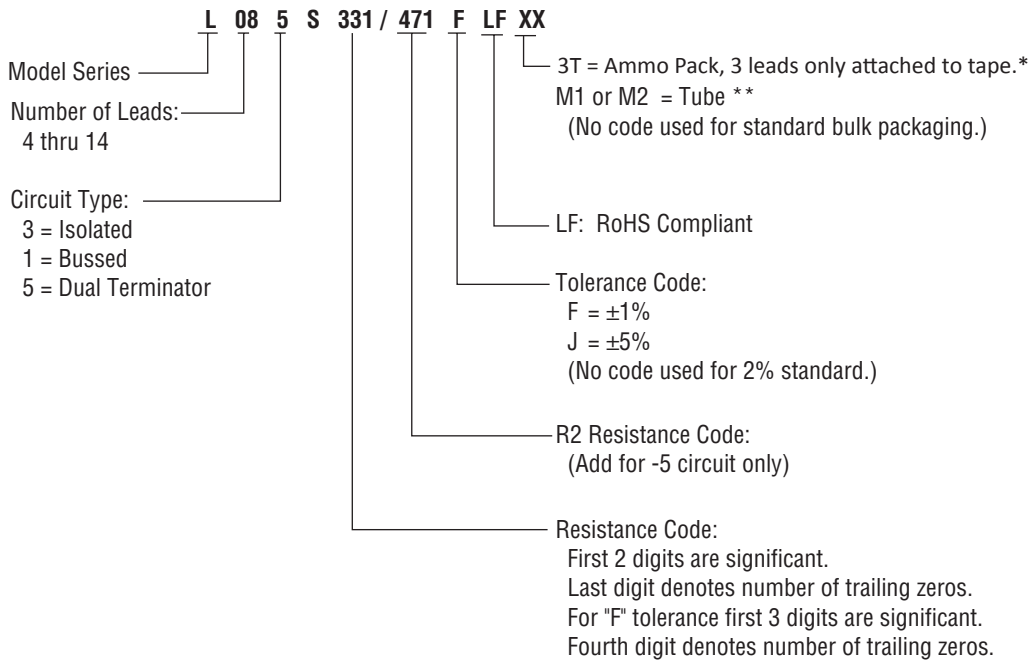 L 08 5 S 331 / 471 F LF XX
Model Series
Number of Leads:
4 thru 14
Circuit Type:
3 = Isolated
1 = Bussed
5 = Dual Terminator
3T = Ammo Pack, 3 leads only attached to tape.*
M1 or M2 = Tube **
(No code used for standard bulk packaging.)
LF: RoHS Compliant
Tolerance Code:
F = ±1%
J = ±5%
(No code used for 2% standard.)
R2 Resistance Code:
(Add for -5 circuit only)
Resistance Code:
First 2 digits are significant.
Last digit denotes number of trailing zeros.
For "F" tolerance first 3 digits are significant.
Fourth digit denotes number of trailing zeros.